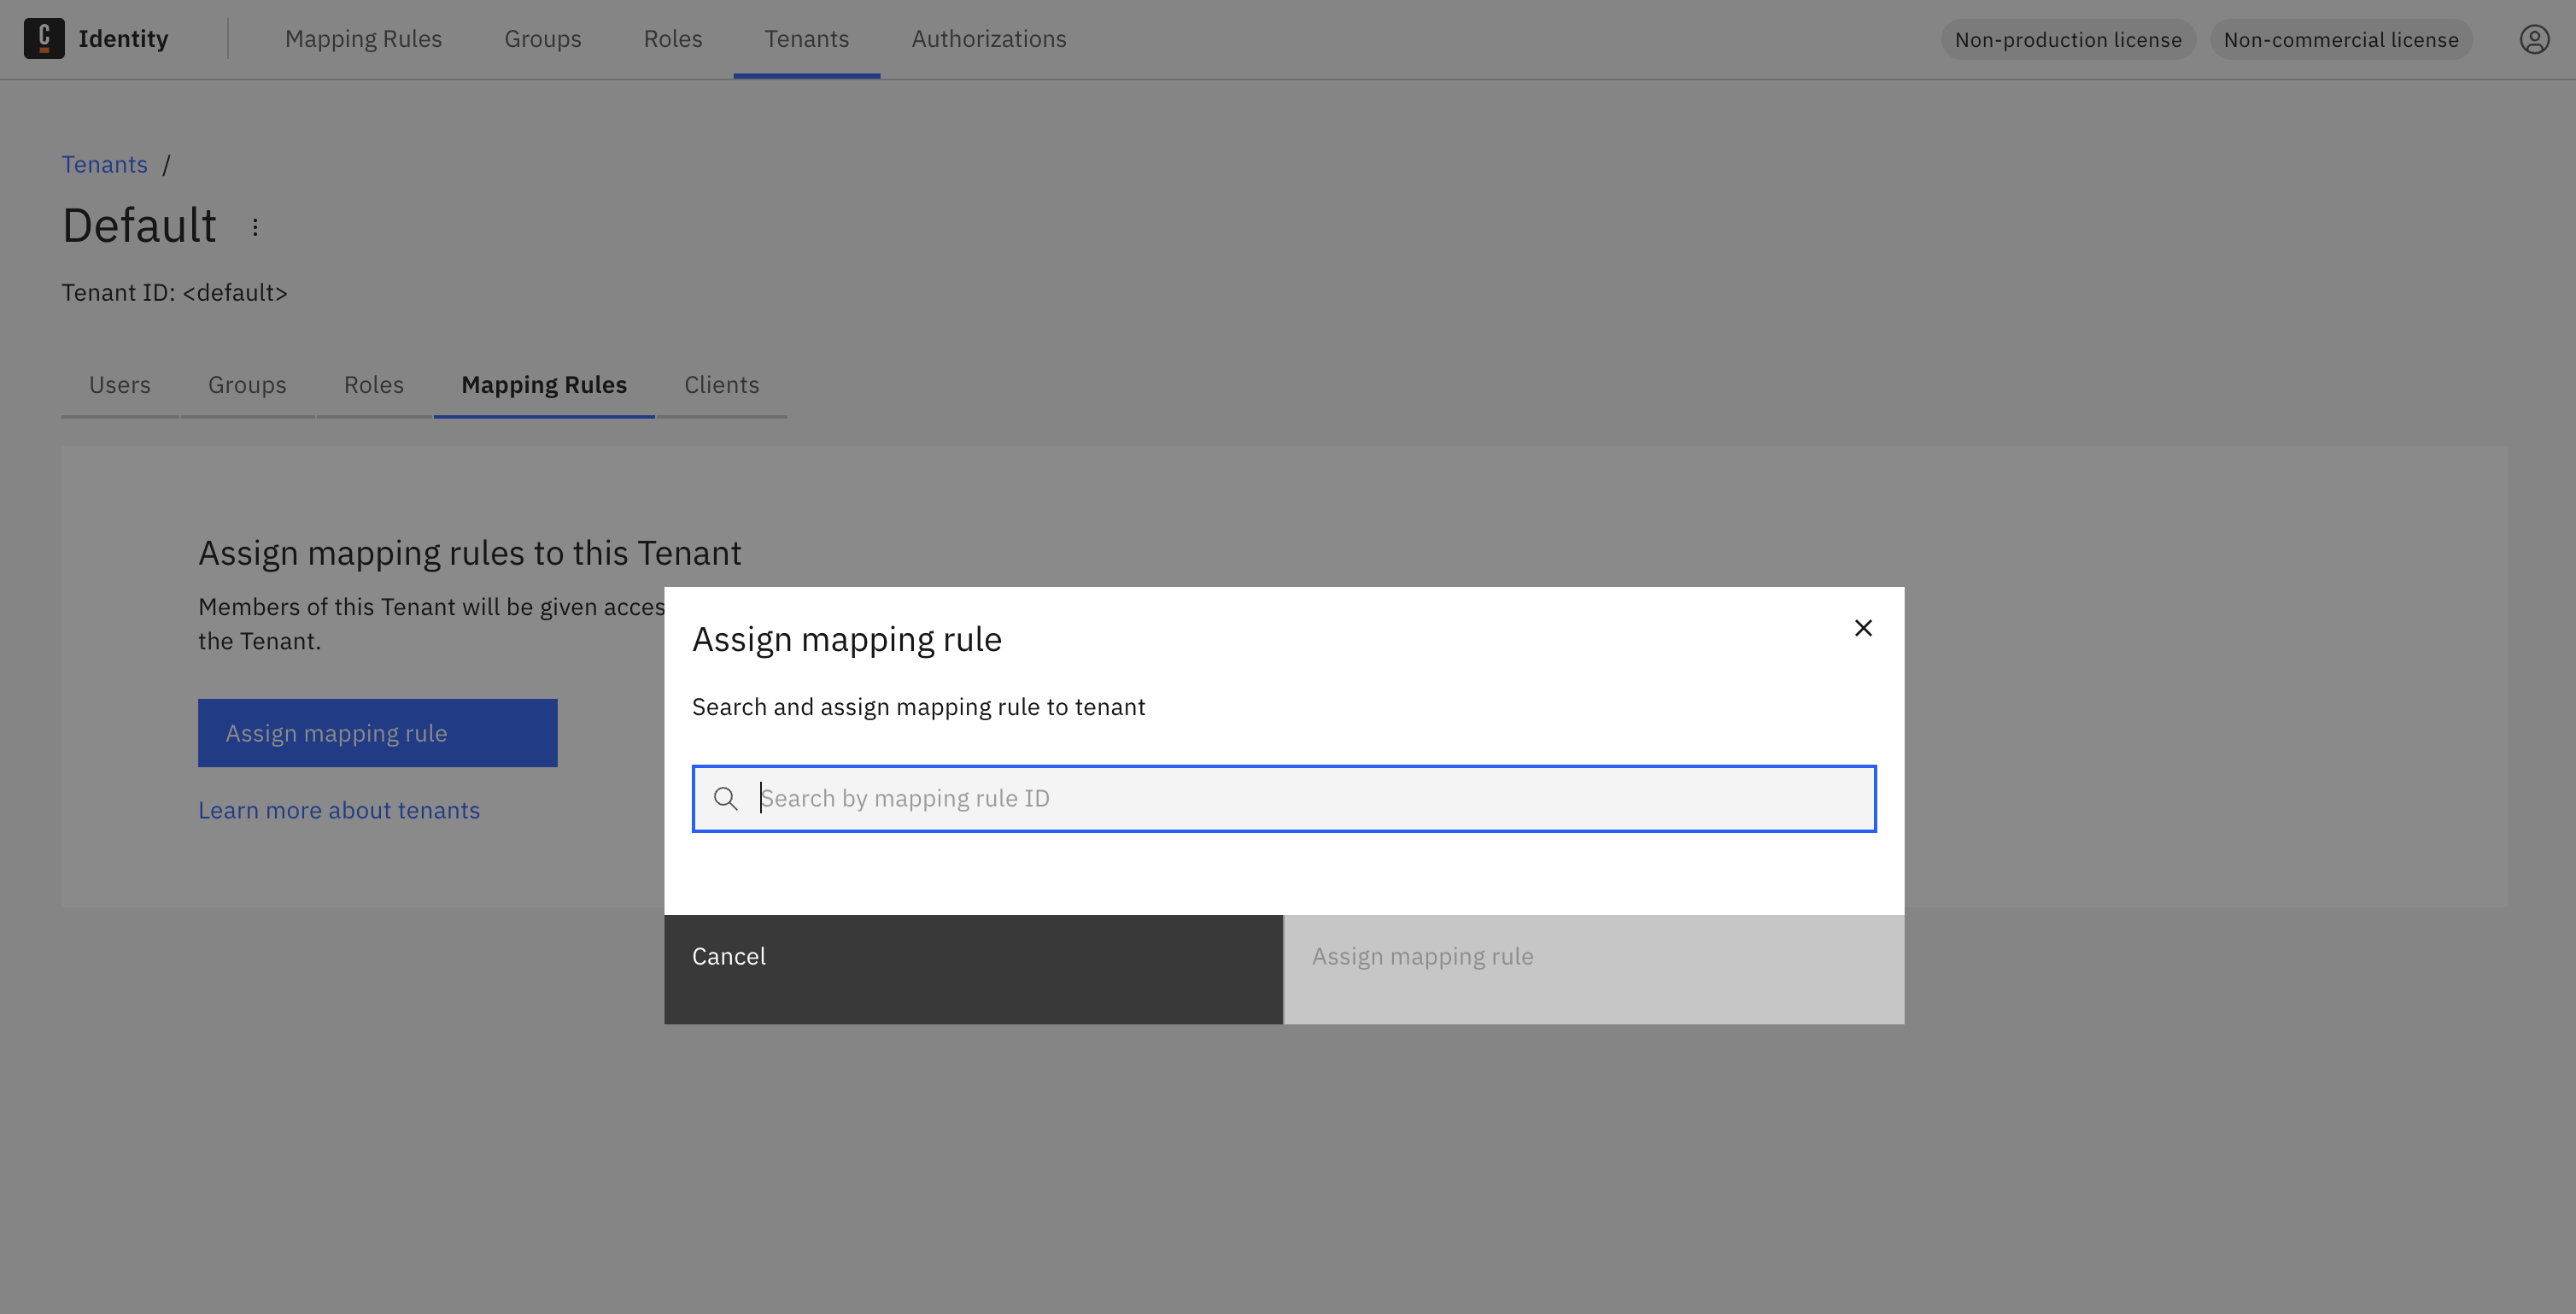 Identity
Mapping Rules
Groups
Roles
Tenants
Authorizations
Non-production license
Non-commercial license
Tenants /
Default
Tenant ID: <default>
Users
Groups
Roles
Mapping Rules
Clients
Assign mapping rules to this Tenant
Members of this Tenant will be given
the Tenant.
Assign mapping rule
Learn more about tenants
Assign mapping rule
Search and assign mapping rule to tenant
Search by mapping rule ID
Cancel
Assign mapping rule